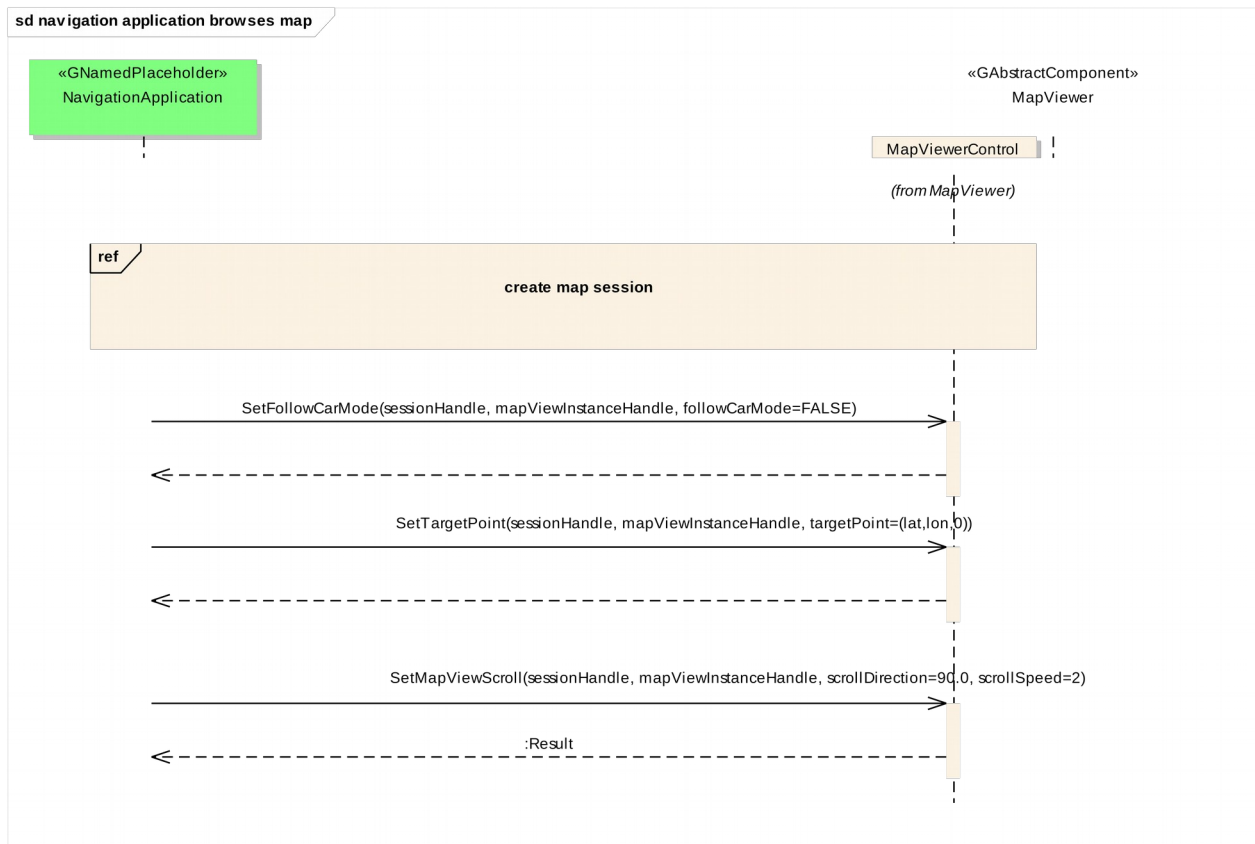 sd navigation application browses map
«GNamedPlaceholder»
NavigationApplication
«GAbstractComponent»
MapViewer
MapViewerControl
(from MapViewer)
ref
create map session
SetFollowCarMode(sessionHandle, mapViewInstanceHandle, followCarMode=FALSE)
SetTargetPoint(sessionHandle, mapViewInstanceHandle, targetPoint=(lat,lon,0))
SetMapViewScroll(sessionHandle, mapViewInstanceHandle, scrollDirection=90.0, scrollSpeed=2)
:Result